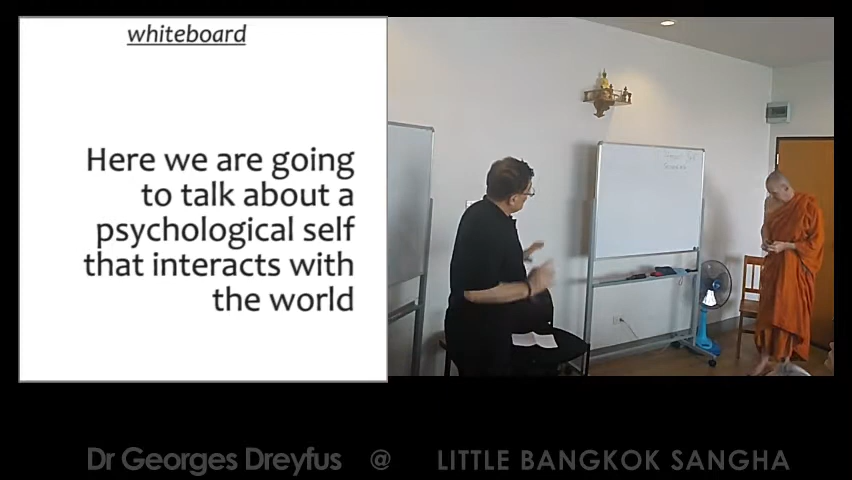 whiteboard
Here we are going
to talk about a
psychological self
that interacts with
the world
Dr Georges Dreyfus @ LITTLE BANGKOK SANGHA